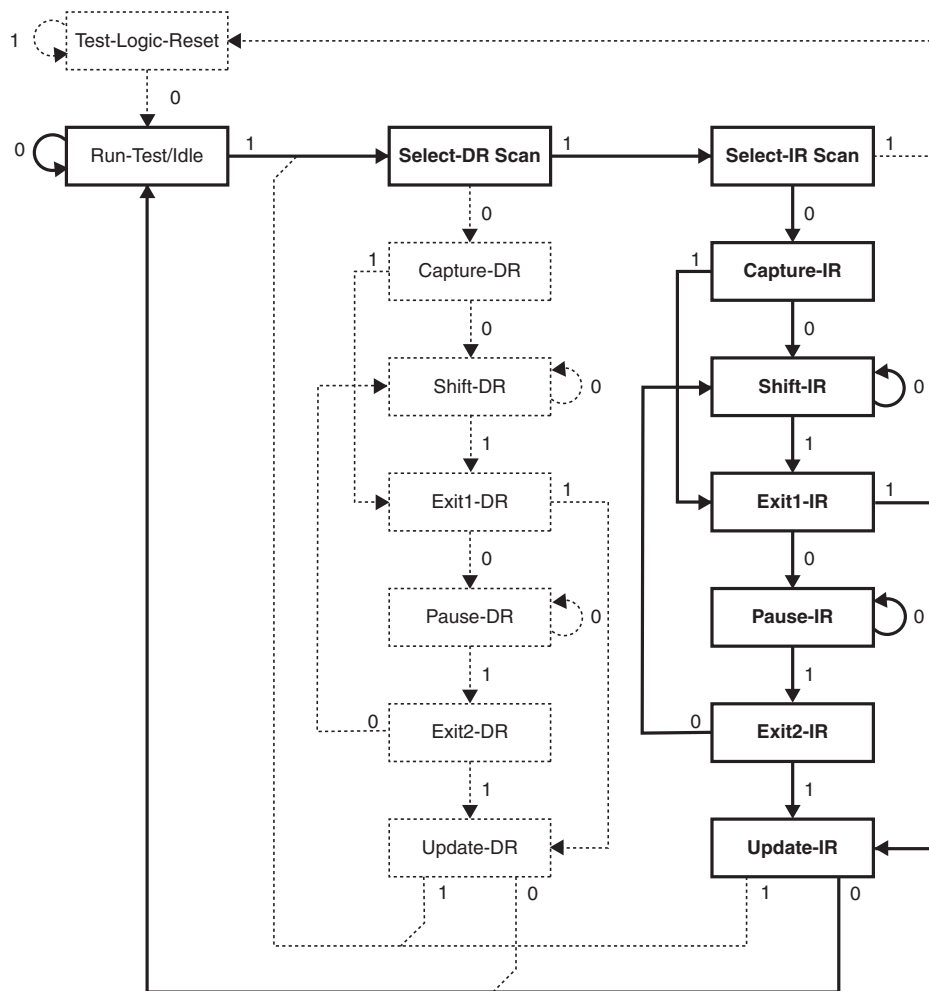 1
Test-Logic-Reset
0
0
Run-Test/Idle
1
Select-DR Scan
1
Select-IR Scan
1
0
0
1
Capture-DR
1
Capture-IR
0
0
Shift-DR
0
Shift-IR
0
1
1
Exit1-DR
1
Exit1-IR
1
0
0
Pause-DR
0
Pause-IR
0
1
1
0
Exit2-DR
0
Exit2-IR
1
1
Update-DR
Update-IR
1
0
1
0